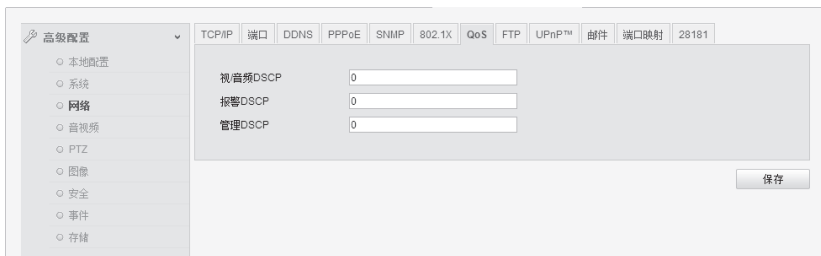 高级配置
本地配置
系统
网络
音视频
PTZ
图像
安全
事件
存储
TCP/IP 端口 DDNS PPPoE SNMP 802.1X QoS FTP UPnP™ 邮件 端口映射 28181
视/音频DSCP 0
报警DSCP 0
管理DSCP 0
保存